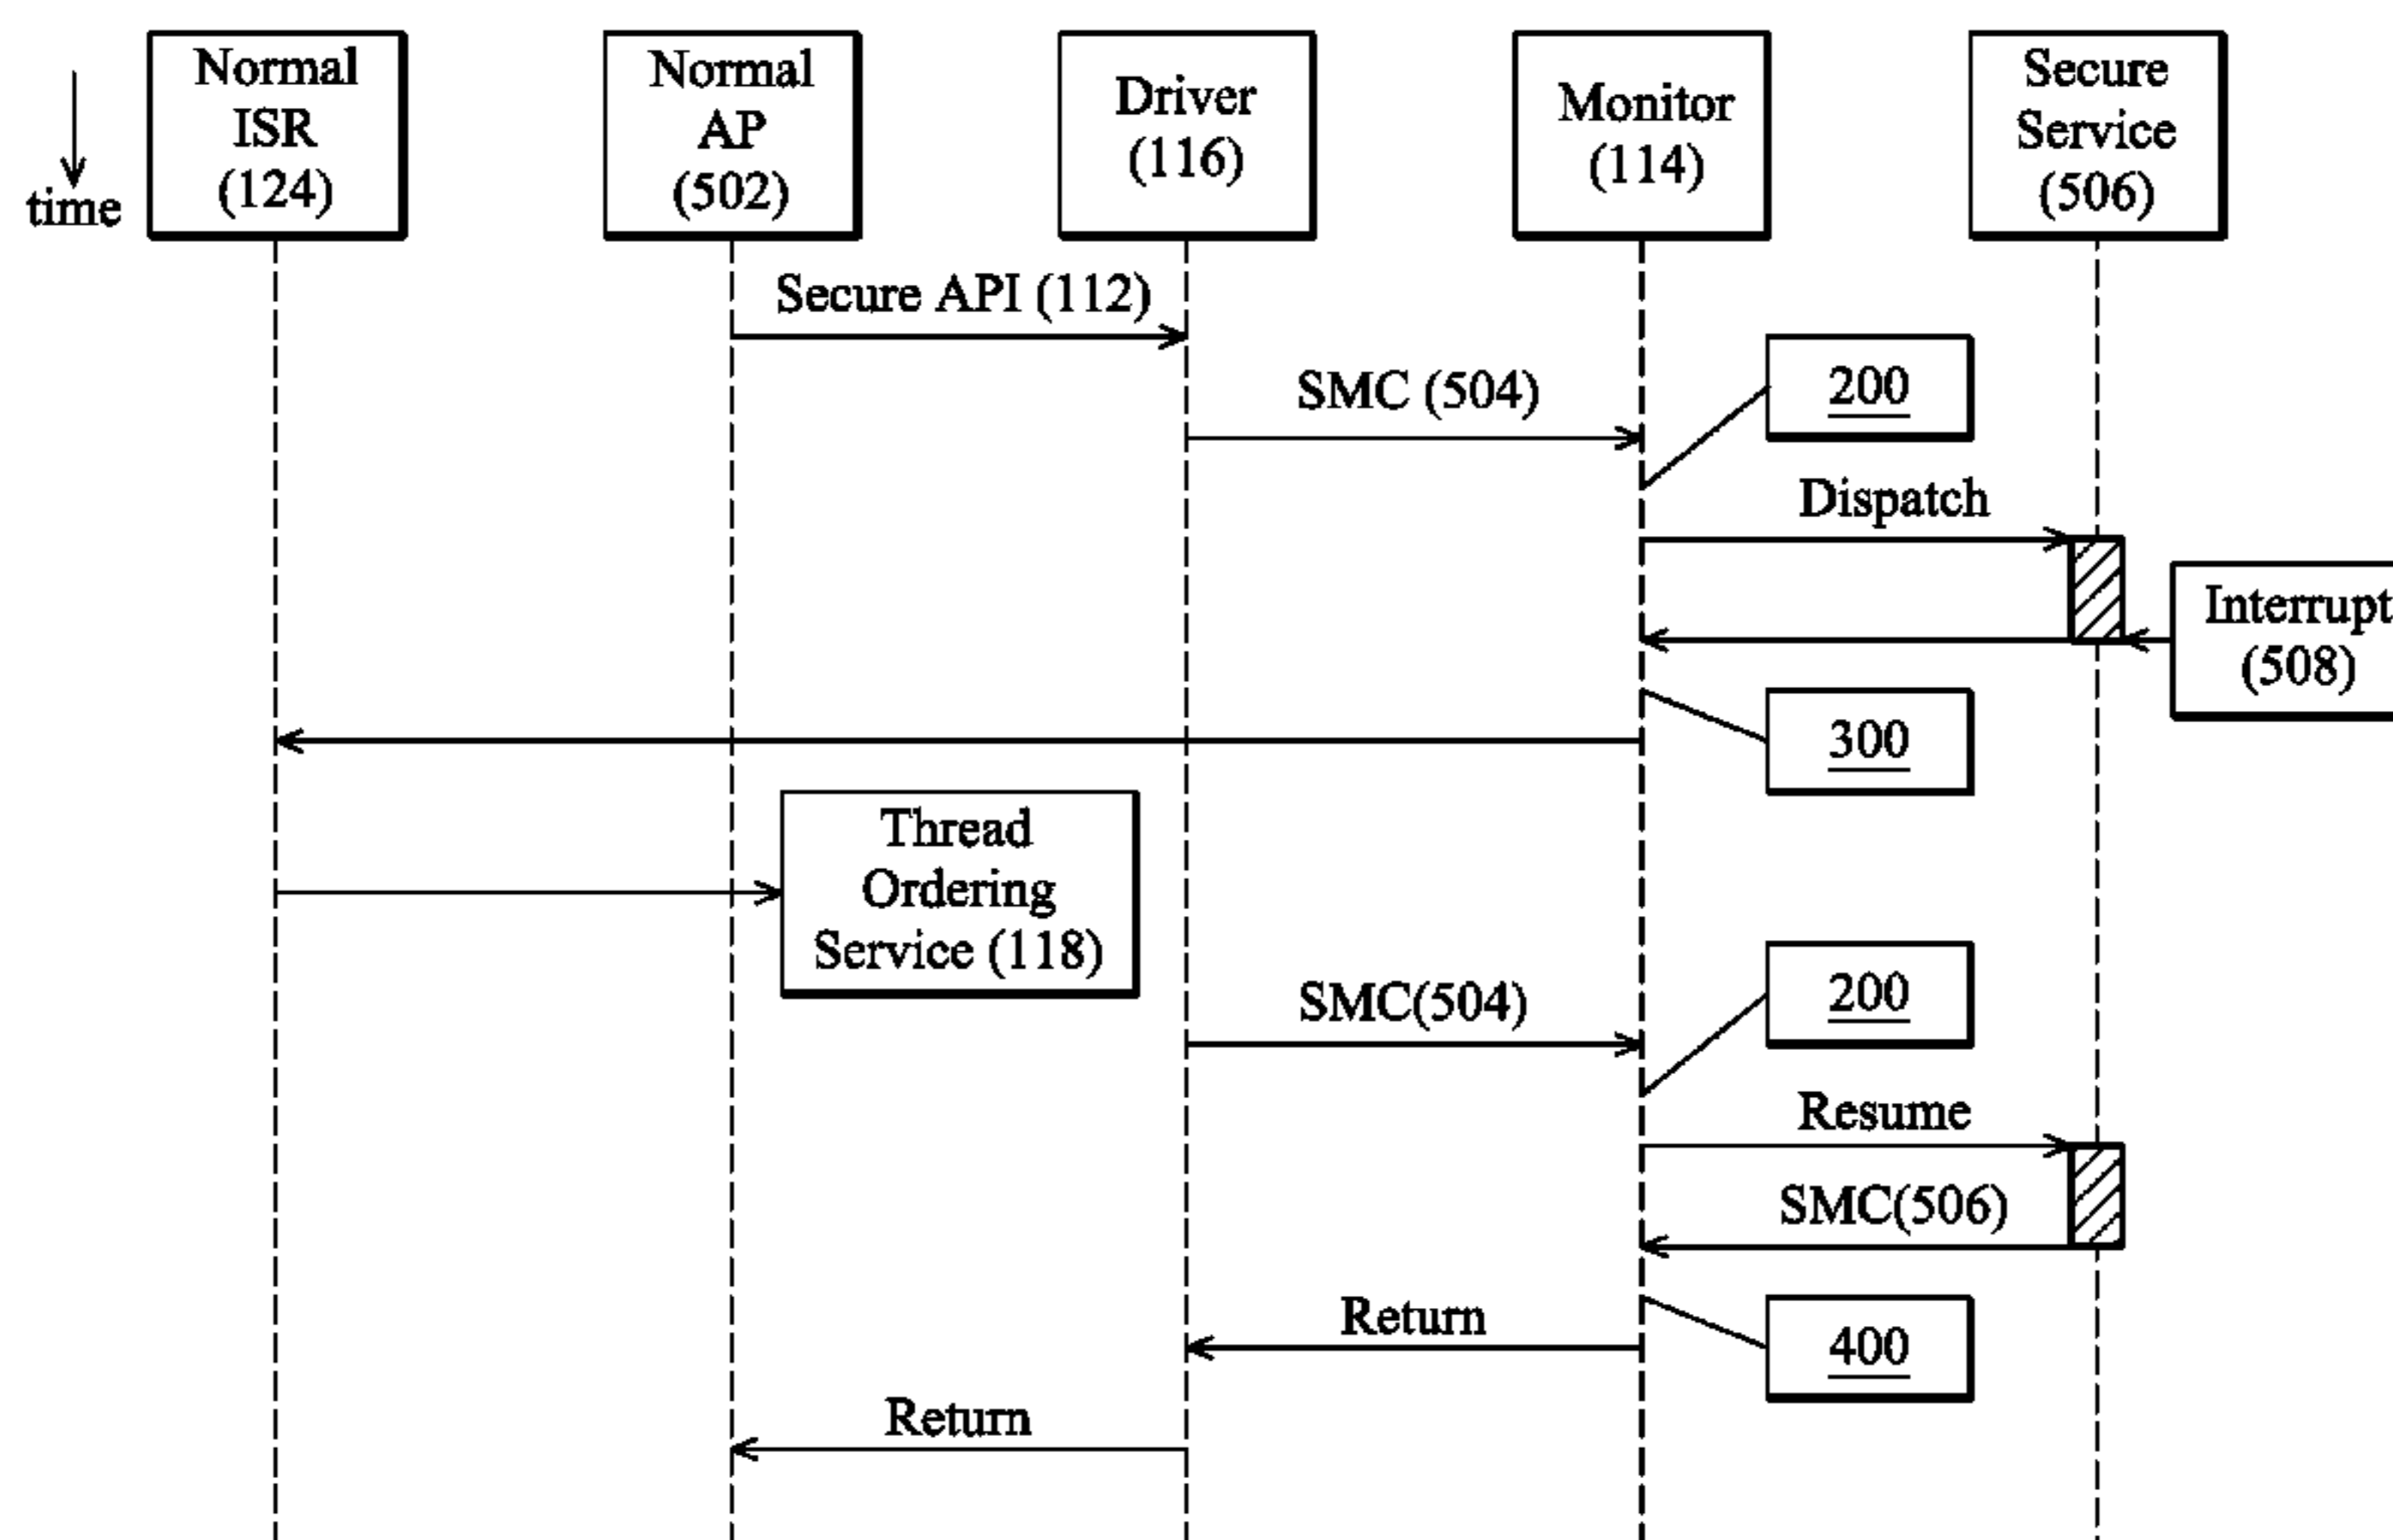 time
Normal
ISR
(124)
Normal
AP
(502)
Driver
(116)
Monitor
(114)
Secure
Service
(506)
Secure API (112)
SMC (504)
200
Dispatch
Interrupt
(508)
300
Thread
Ordering
Service (118)
SMC(504)
200
Resume
SMC(506)
Return
400
Return